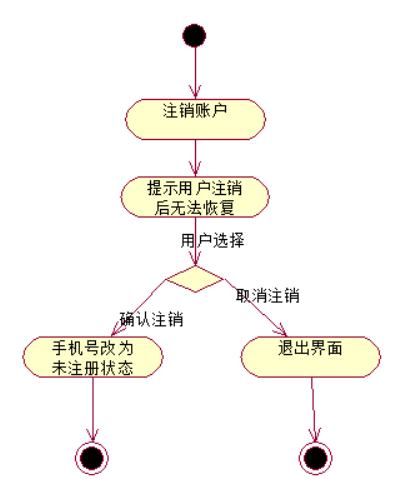 注销账户
提示用户注销
后无法恢复
用户选择
取消注销
确认注销
手机号改为
未注册状态
退出界面